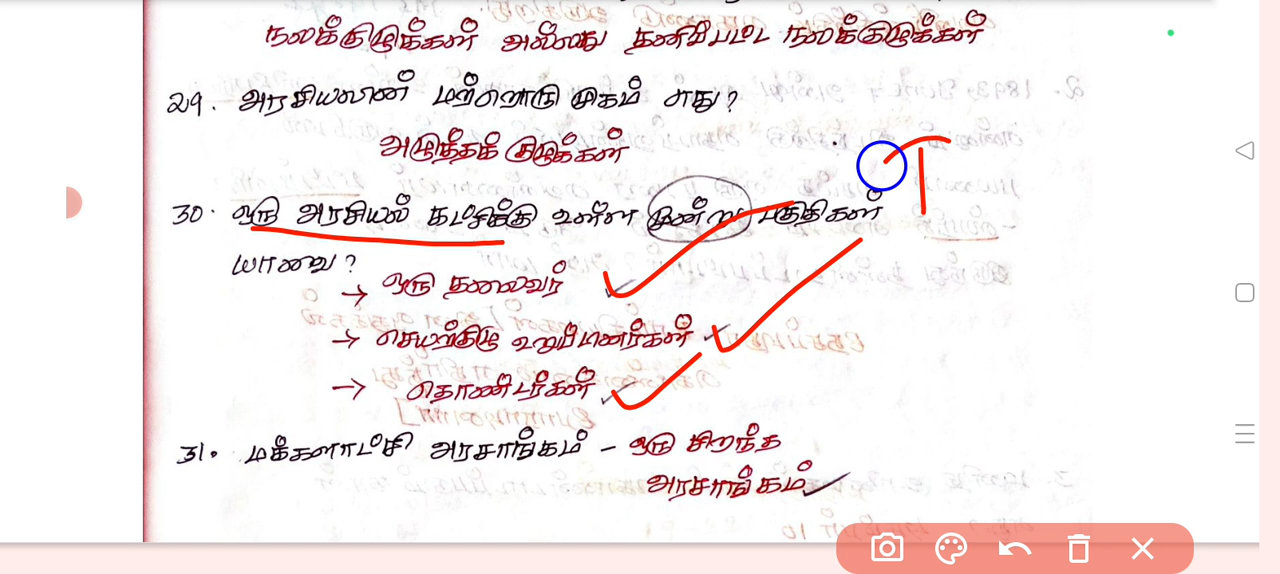 நலக்குழுக்கள் அல்லது தனிப்பட்ட நலக்குழுக்கள்
29. அரசியலின் மற்றொரு முகம் எது?
அழுத்தக் குழுக்கள்
30. ஒரு அரசியல் கட்சிக்கு உள்ள மூன்று பகுதிகள்
யாவை?
→ ஒரு தலைவர்
→ செயற்குழு உறுப்பினர்கள்
→ தொண்டர்கள்
31. மக்களாட்சி அரசாங்கம் – ஒரு சிறந்த
அரசாங்கம்